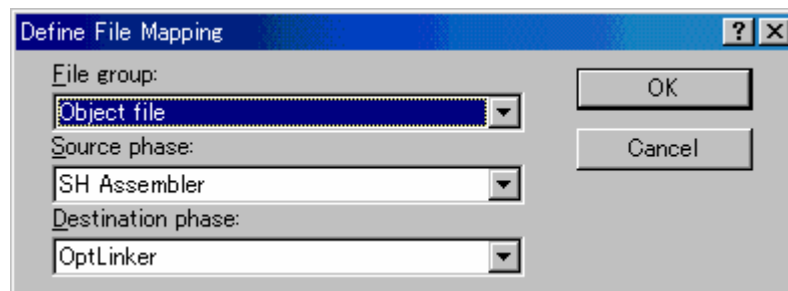 Define File Mapping
File group:
Object file
OK
Source phase:
Cancel
SH Assembler
Destination phase:
OptLinker